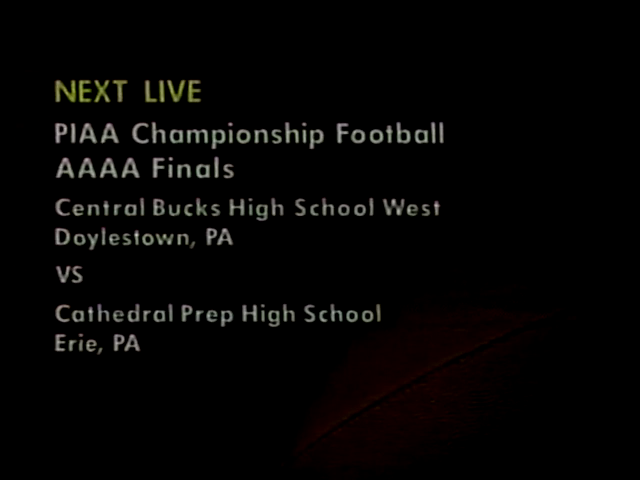 NEXT LIVE
PIAA Championship Football
AAAA Finals
Central Bucks High School West
Doylestown, PA
VS
Cathedral Prep High School
Erie, PA